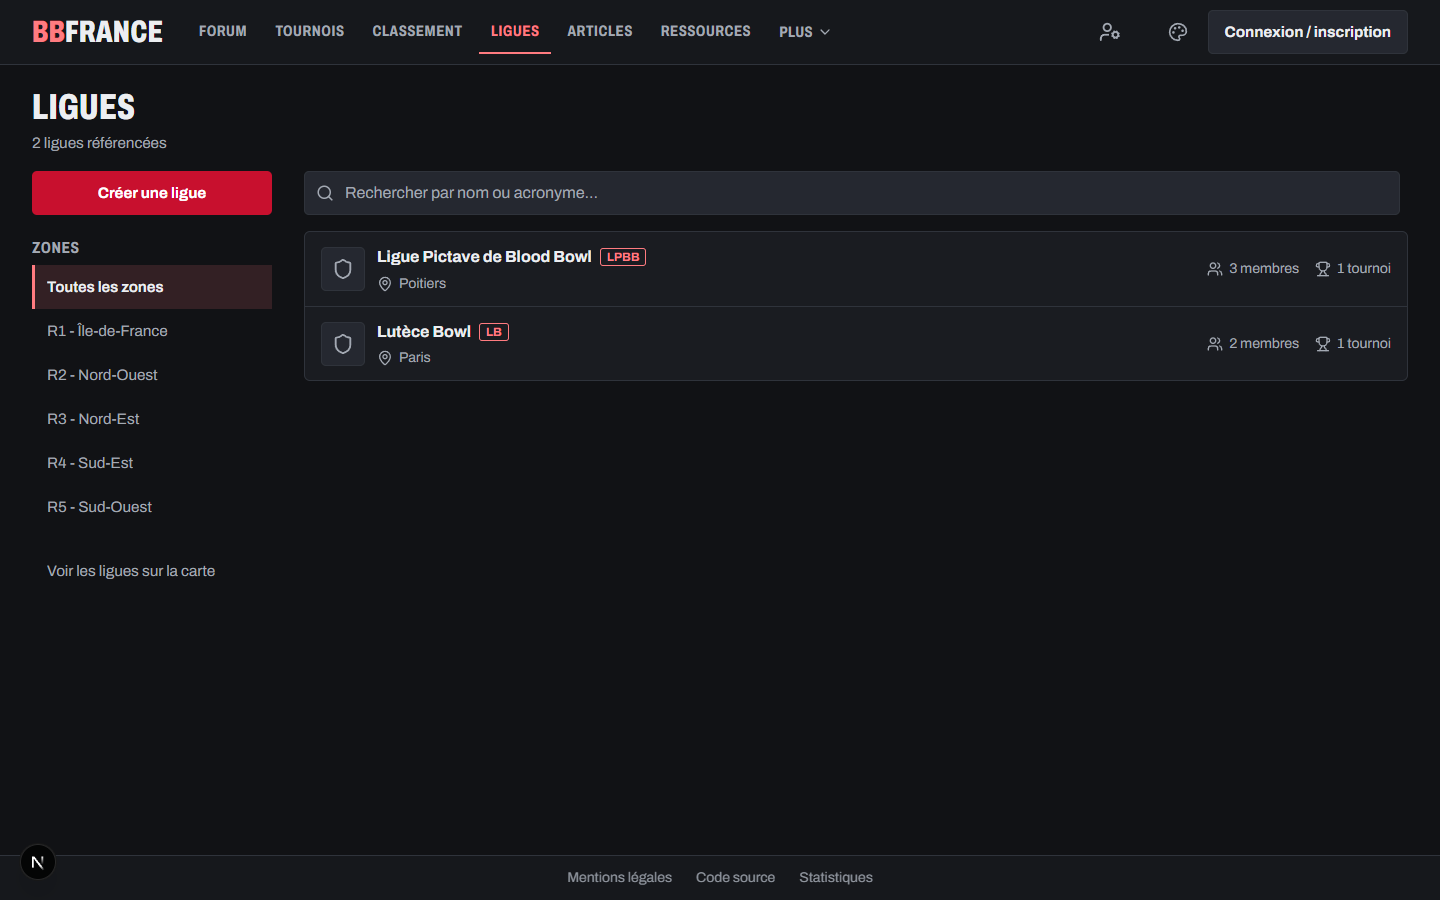 BBFRANCE FORUM TOURNOIS CLASSEMENT LIGUES ARTICLES RESSOURCES PLUS Connexion / inscription
LIGUES
2 ligues référencées
Créer une ligue
Rechercher par nom ou acronyme...
ZONES
Toutes les zones
R1 - Île-de-France
R2 - Nord-Ouest
R3 - Nord-Est
R4 - Sud-Est
R5 - Sud-Ouest
Voir les ligues sur la carte
Ligue Pictave de Blood Bowl LPBB
Poitiers
3 membres 1 tournoi
Lutèce Bowl LB
Paris
2 membres 1 tournoi
N
Mentions légales Code source Statistiques